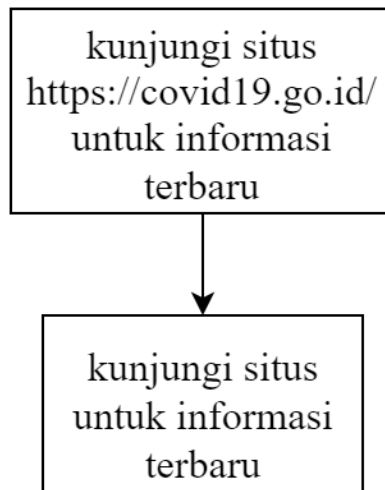 kunjungi situs
https://covid19.go.id/
untuk informasi
terbaru
kunjungi situs
untuk informasi
terbaru